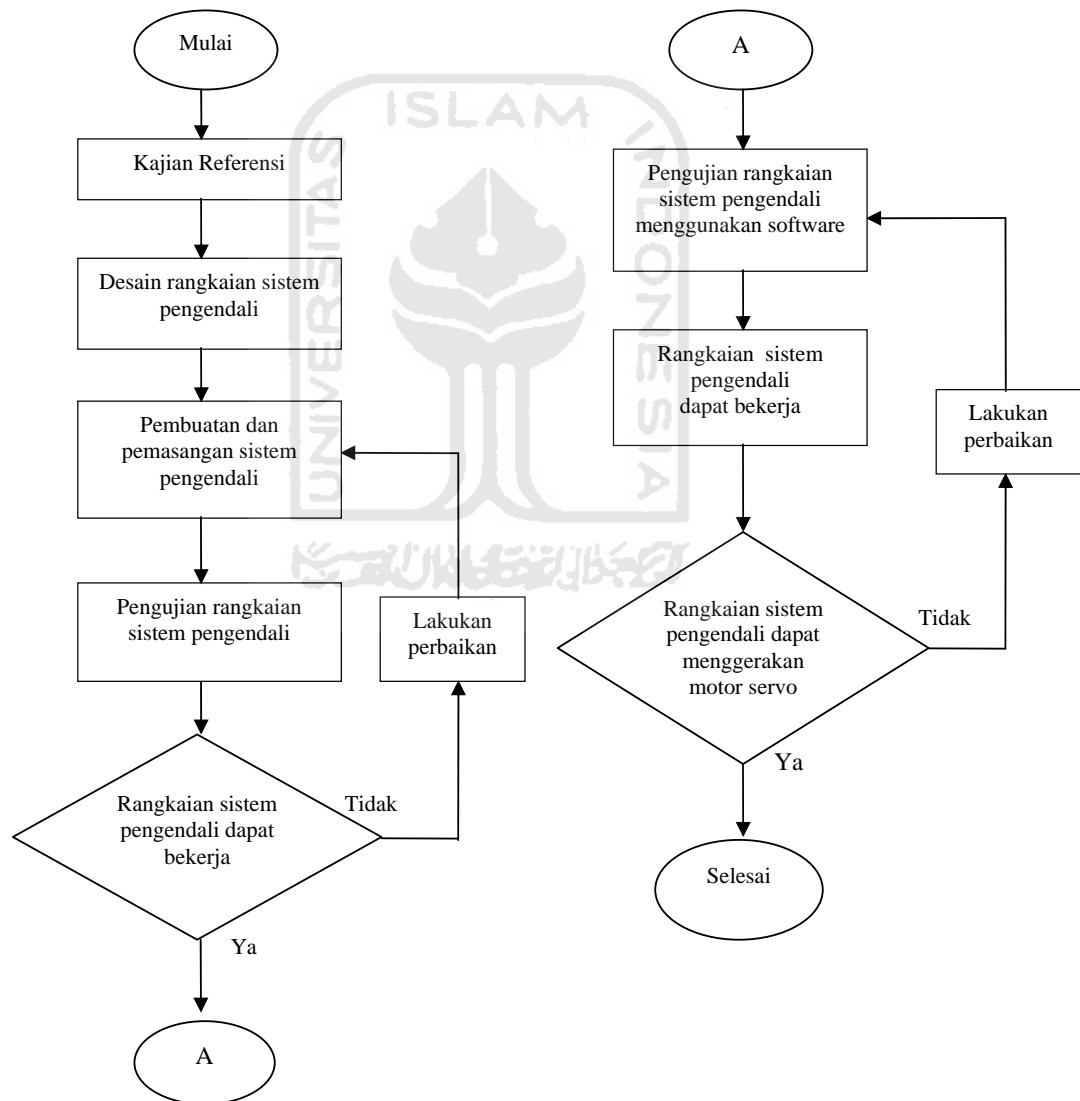 Mulai
Kajian Referensi
Desain rangkaian sistem
pengendali
Pembuatan dan
pemasangan sistem
pengendali
Pengujian rangkaian
sistem pengendali
Lakukan
perbaikan
Rangkaian sistem
pengendali dapat
bekerja
Tidak
Ya
A
A
Pengujian rangkaian
sistem pengendali
menggunakan software
Rangkaian sistem
pengendali
dapat bekerja
Lakukan
perbaikan
Rangkaian sistem
pengendali dapat
menggerakan
motor servo
Tidak
Ya
Selesai
UNIVERSITAS
ISLAM
INDONESIA